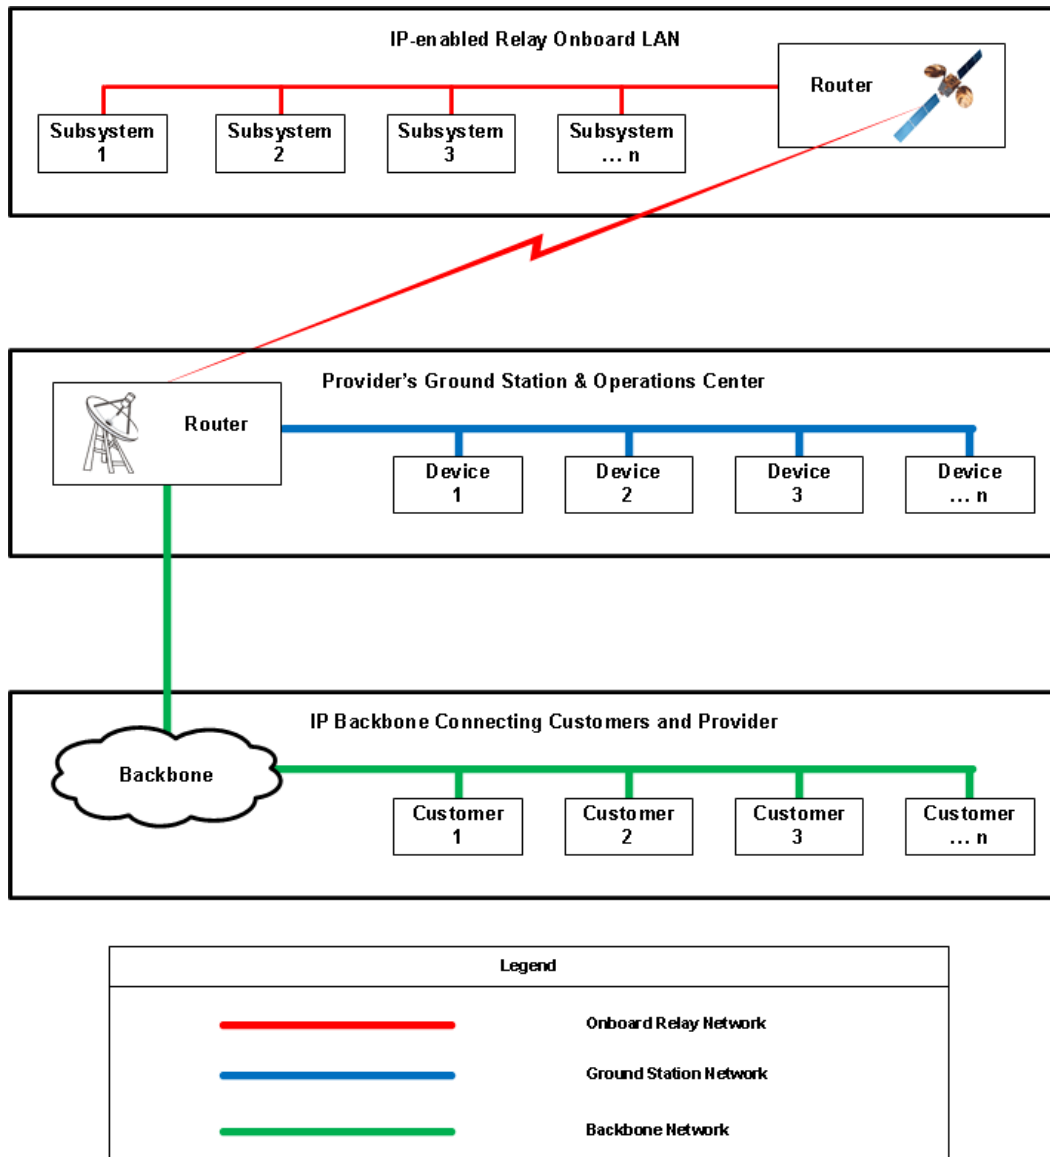 IP-enabled Relay Onboard LAN
Router
Subsystem
1
Subsystem
2
Subsystem
3
Subsystem
... n
Provider's Ground Station & Operations Center
Router
Device
1
Device
2
Device
3
Device
... n
IP Backbone Connecting Customers and Provider
Backbone
Customer
1
Customer
2
Customer
3
Customer
... n
Legend
Onboard Relay Network
Ground Station Network
Backbone Network